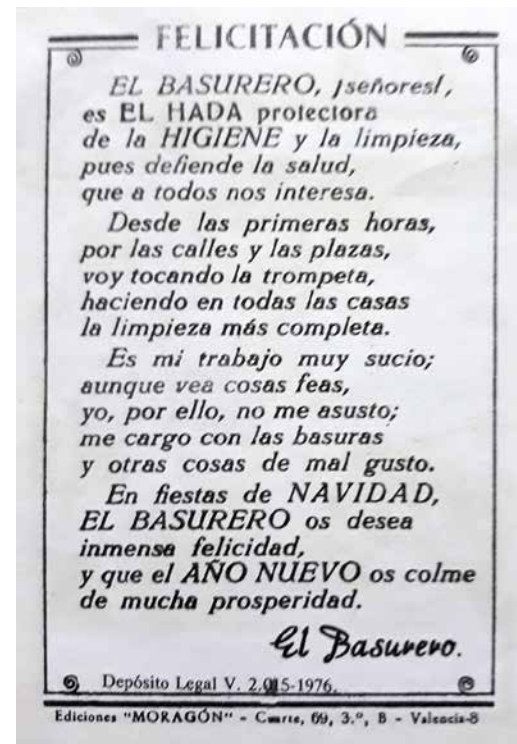 FELICITACIÓN
EL BASURERO, ¡señores!,
es EL HADA protectora
de la HIGIENE y la limpieza,
pues defiende la salud,
que a todos nos interesa.
Desde las primeras horas,
por las calles y las plazas,
voy tocando la trompeta,
haciendo en todas las casas
la limpieza más completa.
Es mi trabajo muy sucio;
aunque vea cosas feas,
yo, por ello, no me asusto;
me cargo con las basuras
y otras cosas de mal gusto.
En fiestas de NAVIDAD,
EL BASURERO os desea
inmensa felicidad,
y que el AÑO NUEVO os colme
de mucha prosperidad.
El Basurero.
Depósito Legal V. 2.015-1976.
Ediciones "MORAGÓN" - Cuarte, 69, 3.º, B - Valencia-8